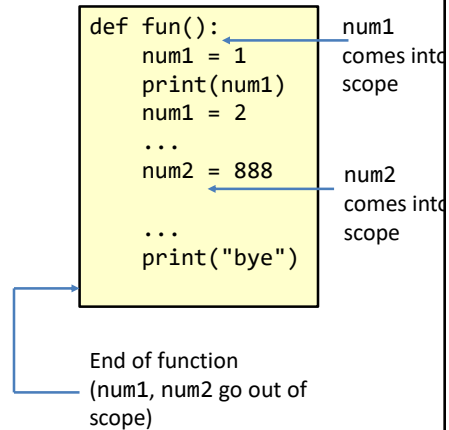 def fun():
num1 = 1
print(num1)
num1 = 2
...
num2 = 888
...
print("bye")
num1
comes into
scope
num2
comes into
scope
End of function
(num1, num2 go out of
scope)